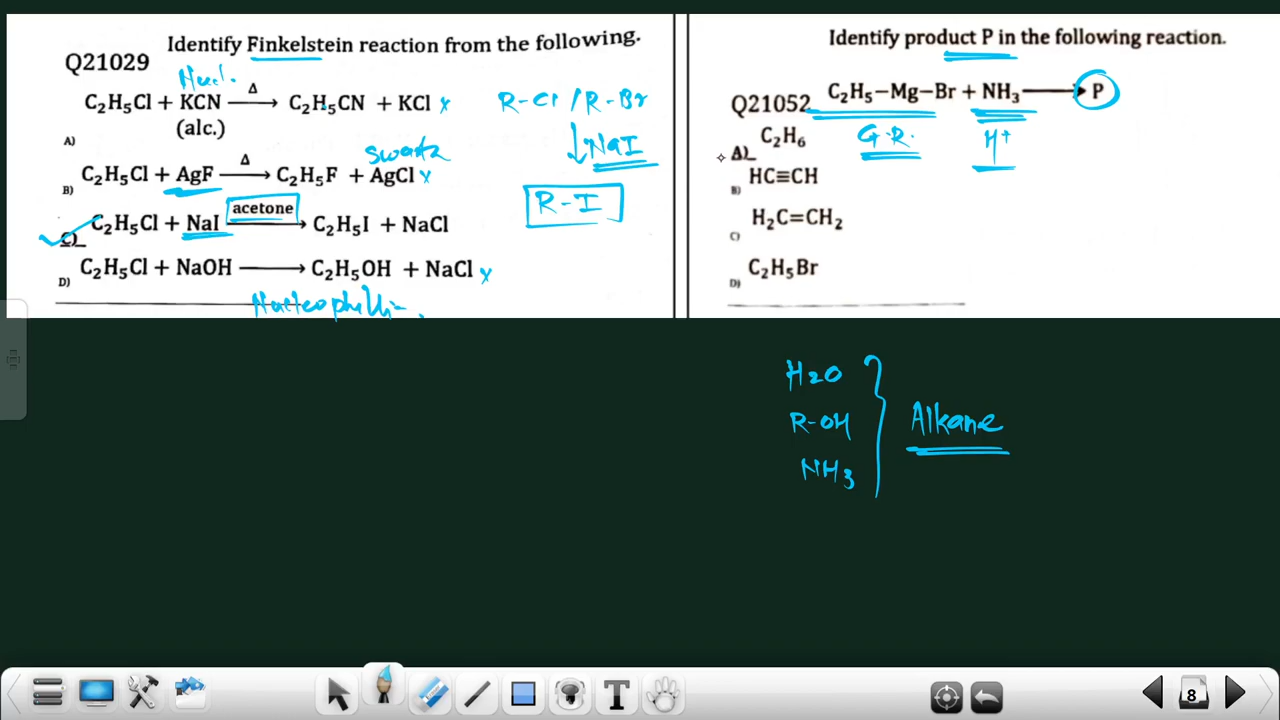 Identify Finkelstein reaction from the following.
Q21029
Nucl.
C₂H₅Cl + KCN —Δ→ C₂H₅CN + KCl x
(alc.)
A)
swartz
B) C₂H₅Cl + AgF —Δ→ C₂H₅F + AgCl x
acetone
C) C₂H₅Cl + NaI ⟶ C₂H₅I + NaCl
D) C₂H₅Cl + NaOH ⟶ C₂H₅OH + NaCl x
R-Cl / R-Br
↓ NaI
R-I
Identify product P in the following reaction.
Q21052 C₂H₅−Mg−Br + NH₃ ⟶ P
G.R. H+
A) C₂H₆
B) HC≡CH
C) H₂C=CH₂
D) C₂H₅Br
H2O
R-OH
NH3
} Alkane
8